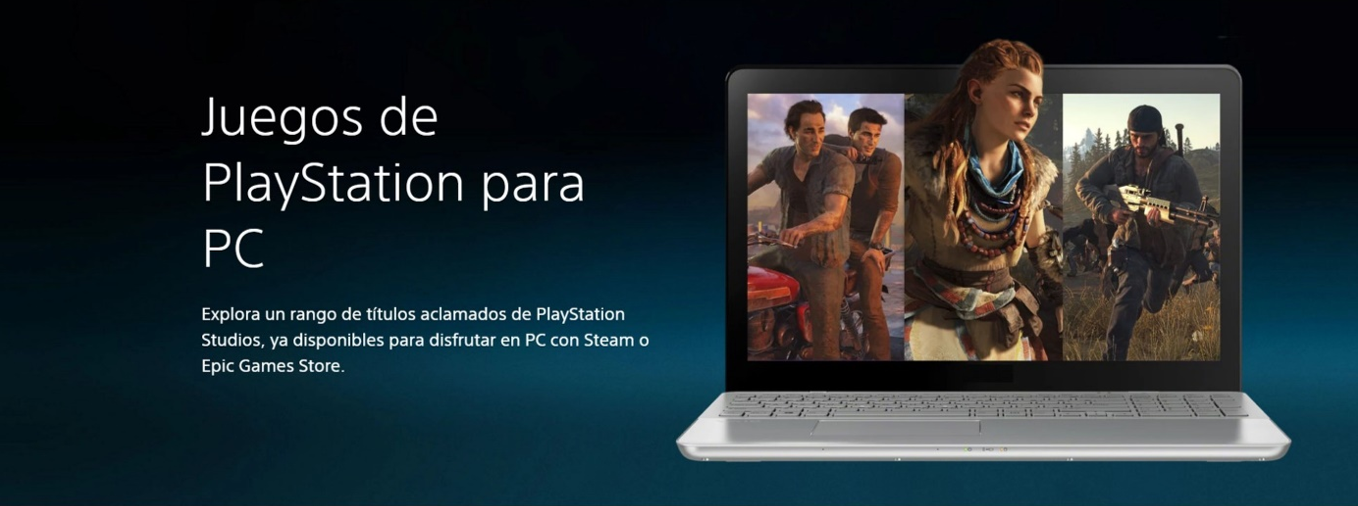 Juegos de
PlayStation para
PC
Explora un rango de títulos aclamados de PlayStation
Studios, ya disponibles para disfrutar en PC con Steam o
Epic Games Store.